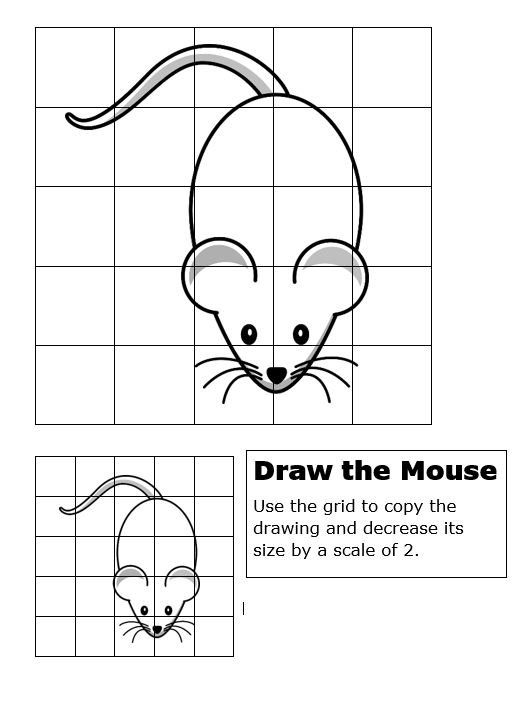 Draw the Mouse
Use the grid to copy the
drawing and decrease its
size by a scale of 2.